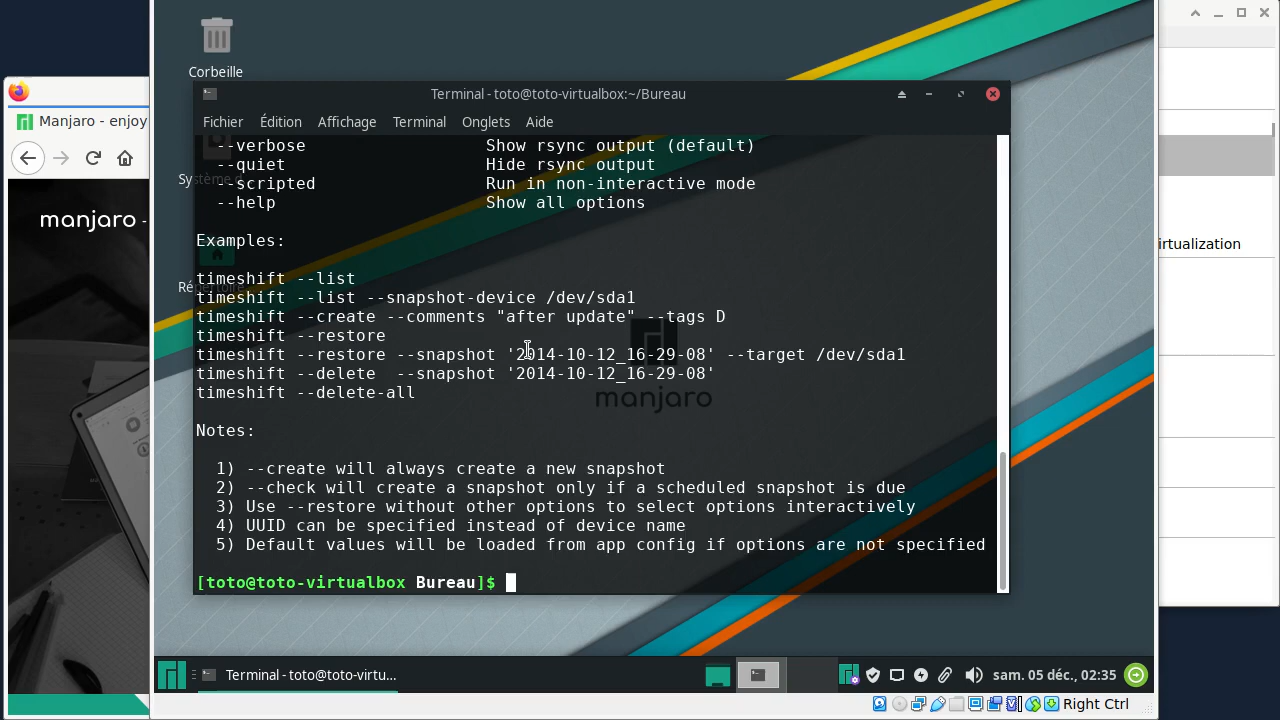 Corbeille
Terminal - toto@toto-virtualbox:~/Bureau
Fichier Édition Affichage Terminal Onglets Aide
Manjaro - enjoy
manjaro -
--verbose Show rsync output (default)
--quiet Hide rsync output
--scripted Run in non-interactive mode
--help Show all options
Examples:
timeshift --list
timeshift --list --snapshot-device /dev/sda1
timeshift --create --comments "after update" --tags D
timeshift --restore
timeshift --restore --snapshot '2014-10-12_16-29-08' --target /dev/sda1
timeshift --delete --snapshot '2014-10-12_16-29-08'
timeshift --delete-all
manjaro
Notes:
1) --create will always create a new snapshot
2) --check will create a snapshot only if a scheduled snapshot is due
3) Use --restore without other options to select options interactively
4) UUID can be specified instead of device name
5) Default values will be loaded from app config if options are not specified
[toto@toto-virtualbox Bureau]$
irtualization
Terminal - toto@toto-virtu...
sam. 05 déc., 02:35
Right Ctrl